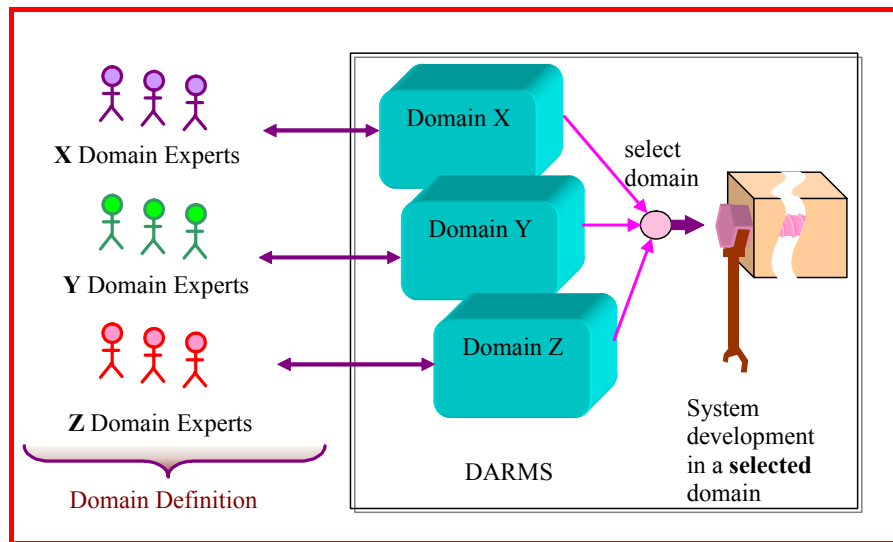 X Domain Experts
Y Domain Experts
Z Domain Experts
Domain Definition
Domain X
Domain Y
Domain Z
DARMS
select
domain
System
development
in a selected
domain